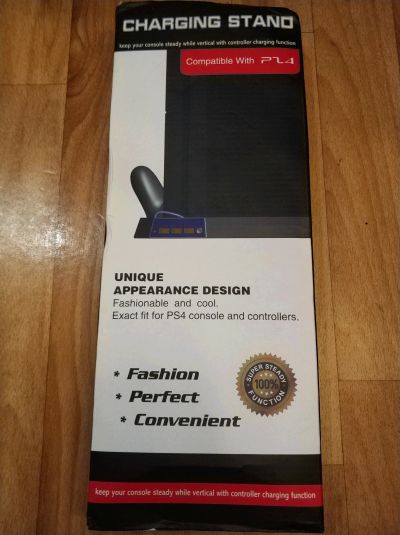 CHARGING STAND
keep your console steady while vertical with controller charging function
Compatible With PS4
UNIQUE
APPEARANCE DESIGN
Fashionable and cool.
Exact fit for PS4 console and controllers.
* Fashion
* Perfect
* Convenient
SUPER STEADY
100%
FUNCTION
keep your console steady while vertical with controller charging function